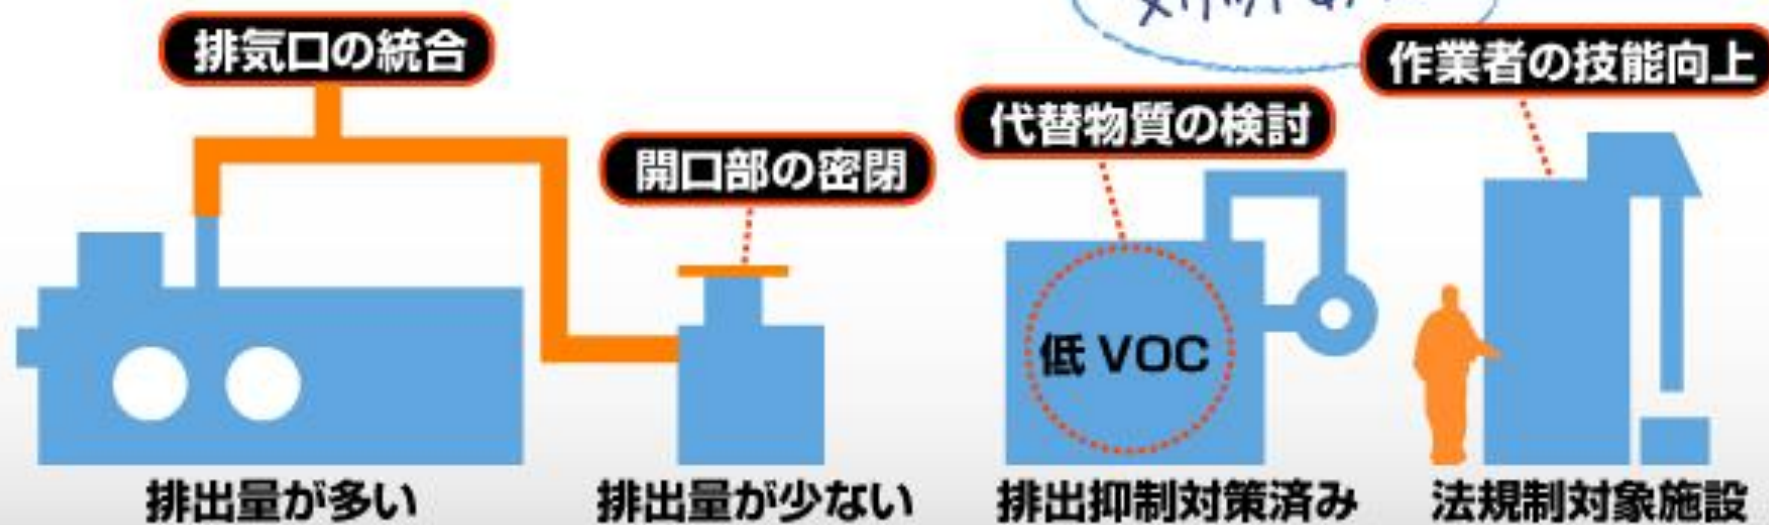 排気口の統合
開口部の密閉
代替物質の検討
作業者の技能向上
低 VOC
排出量が多い
排出量が少ない
排出抑制対策済み
法規制対象施設